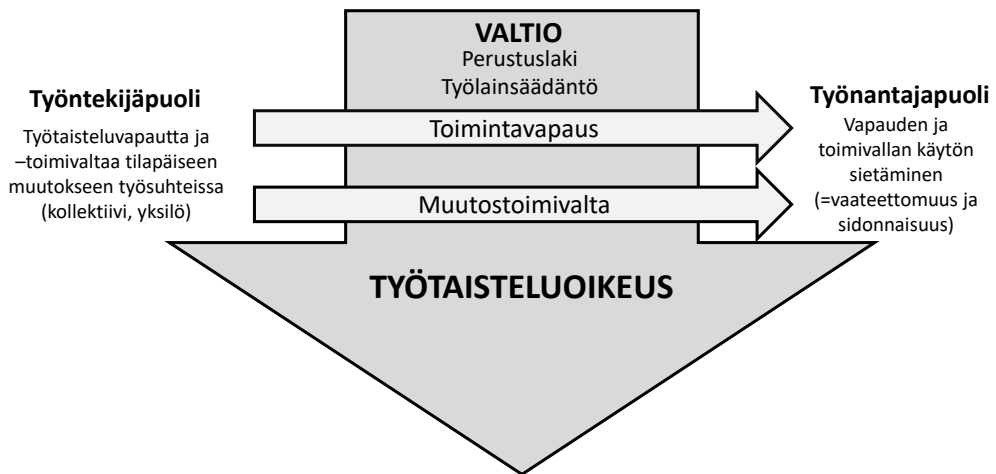 VALTIO
Perustuslaki
Työlainsäädäntö
Työntekijäpuoli
Työtaisteluvapautta ja
–toimivaltaa tilapäiseen
muutokseen työsuhteissa
(kollektiivi, yksilö)
Toimintavapaus
Muutostoimivalta
Työnantajapuoli
Vapauden ja
toimivallan käytön
sietäminen
(=vaateettomuus ja
sidonnaisuus)
TYÖTAISTELUOIKEUS